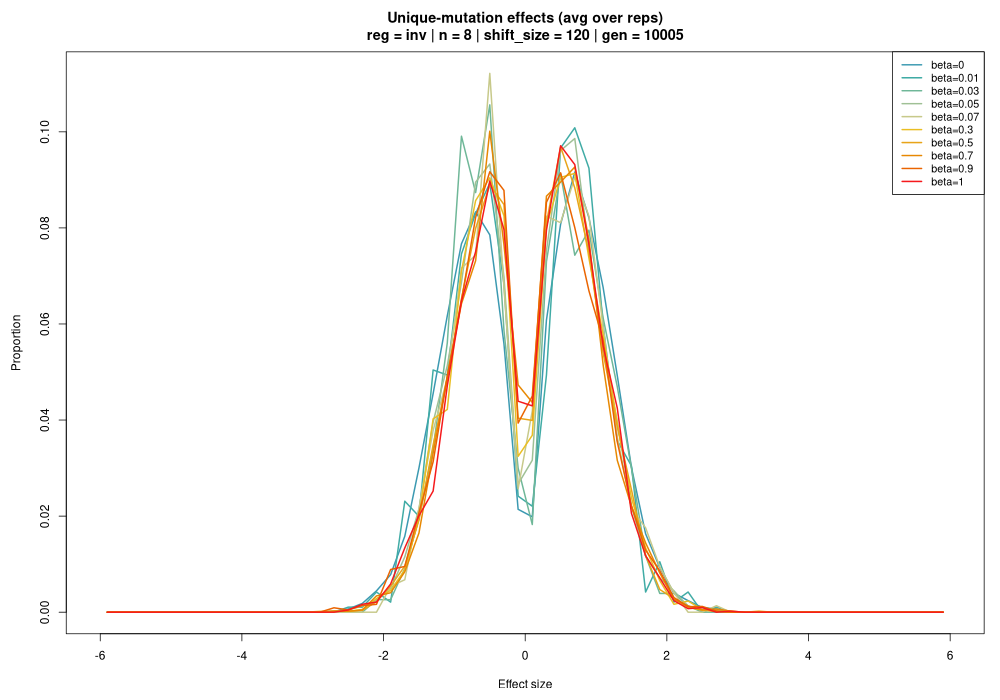 Unique-mutation effects (avg over reps)
reg = inv | n = 8 | shift_size = 120 | gen = 10005
beta=0
beta=0.01
beta=0.03
beta=0.05
beta=0.07
beta=0.3
beta=0.5
beta=0.7
beta=0.9
beta=1
Proportion
0.10
0.08
0.06
0.04
0.02
0.00
-6 -4 -2 0 2 4 6
Effect size